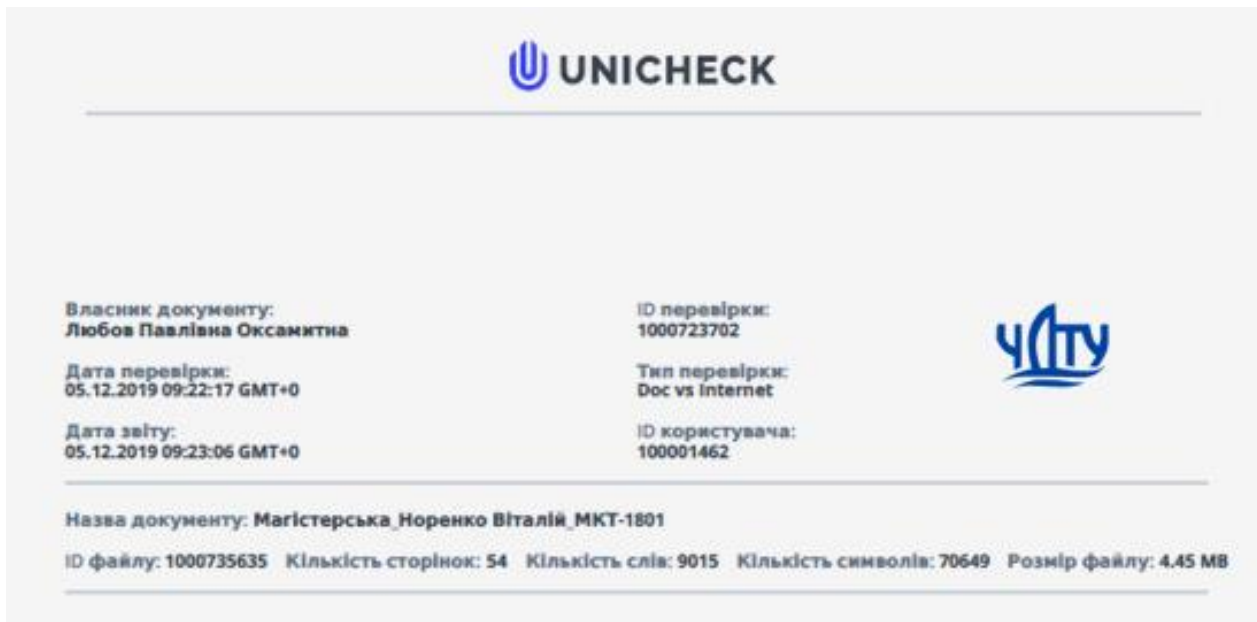 UNICHECK
Власник документу:
Любов Павлівна Оксамитна
Дата перевірки:
05.12.2019 09:22:17 GMT+0
Дата звіту:
05.12.2019 09:23:06 GMT+0
ID перевірки:
1000723702
Тип перевірки:
Doc vs Internet
ID користувача:
100001462
ЧДТУ
Назва документу: Магістерська_Норенко Віталій_МКТ-1801
ID файлу: 1000735635 Кількість сторінок: 54 Кількість слів: 9015 Кількість символів: 70649 Розмір файлу: 4.45 MB